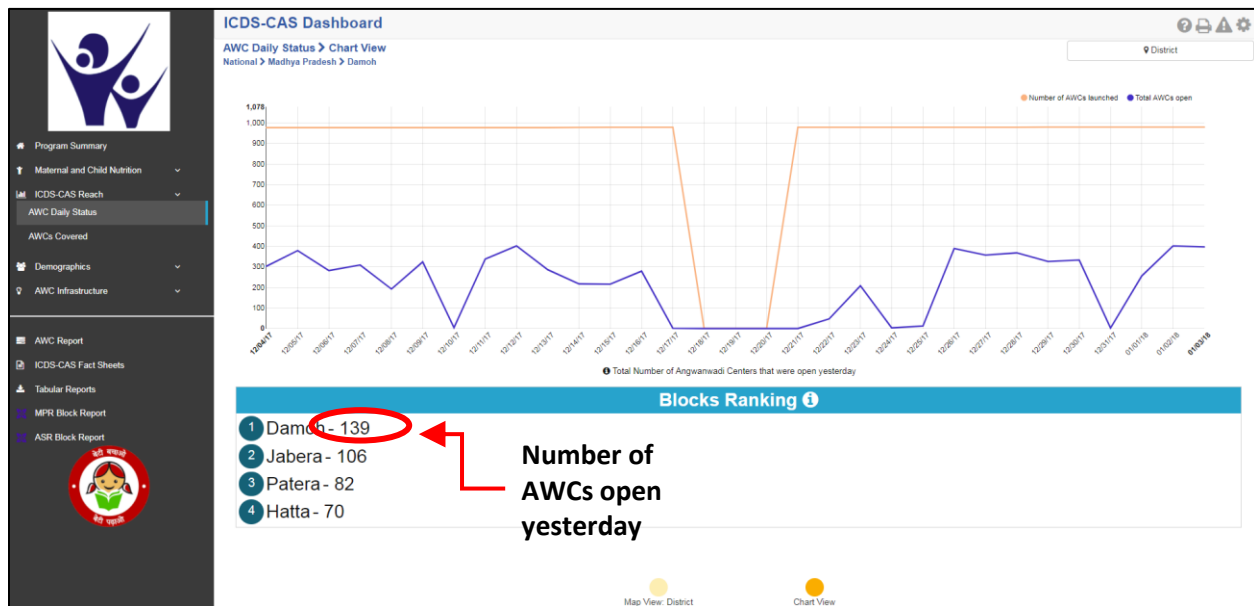 ICDS-CAS Dashboard
AWC Daily Status > Chart View
National > Madhya Pradesh > Damoh
District
Program Summary
Maternal and Child Nutrition
ICDS-CAS Reach
AWC Daily Status
AWCs Covered
Demographics
AWC Infrastructure
AWC Report
ICDS-CAS Fact Sheets
Tabular Reports
MPR Block Report
ASR Block Report
बेटी बचाओ
बेटी पढ़ाओ
Number of AWCs launched Total AWCs open
1,078
1,000
900
800
700
600
500
400
300
200
100
0
12/04/17 12/05/17 12/06/17 12/07/17 12/08/17 12/09/17 12/10/17 12/11/17 12/12/17 12/13/17 12/14/17 12/15/17 12/16/17 12/17/17 12/18/17 12/19/17 12/20/17 12/21/17 12/22/17 12/23/17 12/24/17 12/25/17 12/26/17 12/27/17 12/28/17 12/29/17 12/30/17 12/31/17 01/01/18 01/02/18 01/03/18
Total Number of Angwanwadi Centers that were open yesterday
Blocks Ranking
1 Damoh - 139
2 Jabera - 106
3 Patera - 82
4 Hatta - 70
Number of
AWCs open
yesterday
Map View: District Chart View